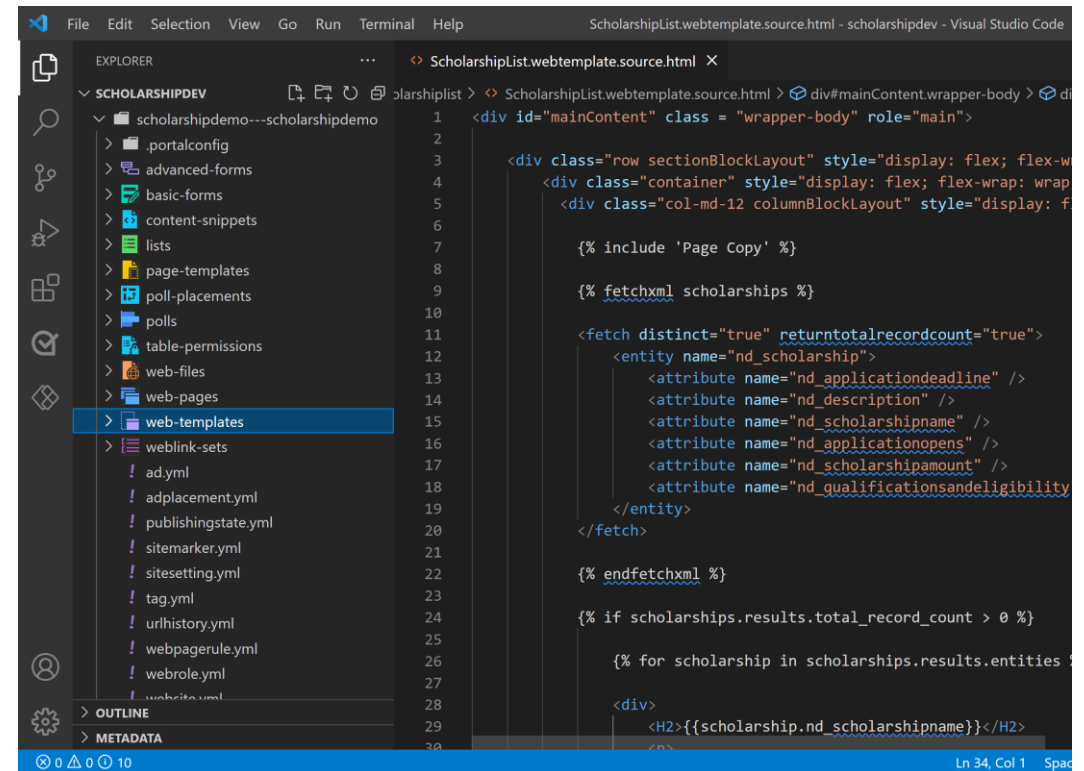 File Edit Selection View Go Run Terminal Help ScholarshipList.webtemplate.source.html - scholarshipdev - Visual Studio Code
EXPLORER ···
SCHOLARSHIPDEV
scholarshipdemo---scholarshipdemo
.portalconfig
advanced-forms
basic-forms
content-snippets
lists
page-templates
poll-placements
polls
table-permissions
web-files
web-pages
web-templates
weblink-sets
! ad.yml
! adplacement.yml
! publishingstate.yml
! sitemarker.yml
! sitesetting.yml
! tag.yml
! urlhistory.yml
! webpagerule.yml
! webrole.yml
! website.yml
OUTLINE
METADATA
ScholarshipList.webtemplate.source.html
olarshiplist > ScholarshipList.webtemplate.source.html > div#mainContent.wrapper-body > di
1 <div id="mainContent" class = "wrapper-body" role="main">
2
3 <div class="row sectionBlockLayout" style="display: flex; flex-w
4 <div class="container" style="display: flex; flex-wrap: wrap
5 <div class="col-md-12 columnBlockLayout" style="display: f
6
7 {% include 'Page Copy' %}
8
9 {% fetchxml scholarships %}
10
11 <fetch distinct="true" returntotalrecordcount="true">
12 <entity name="nd_scholarship">
13 <attribute name="nd_applicationdeadline" />
14 <attribute name="nd_description" />
15 <attribute name="nd_scholarshipname" />
16 <attribute name="nd_applicationopens" />
17 <attribute name="nd_scholarshipamount" />
18 <attribute name="nd_qualificationsandeligibility
19 </entity>
20 </fetch>
21
22 {% endfetchxml %}
23
24 {% if scholarships.results.total_record_count > 0 %}
25
26 {% for scholarship in scholarships.results.entities %
27
28 <div>
29 <H2>{{scholarship.nd_scholarshipname}}</H2>
30 <p>
0 0 10 Ln 34, Col 1 Spac